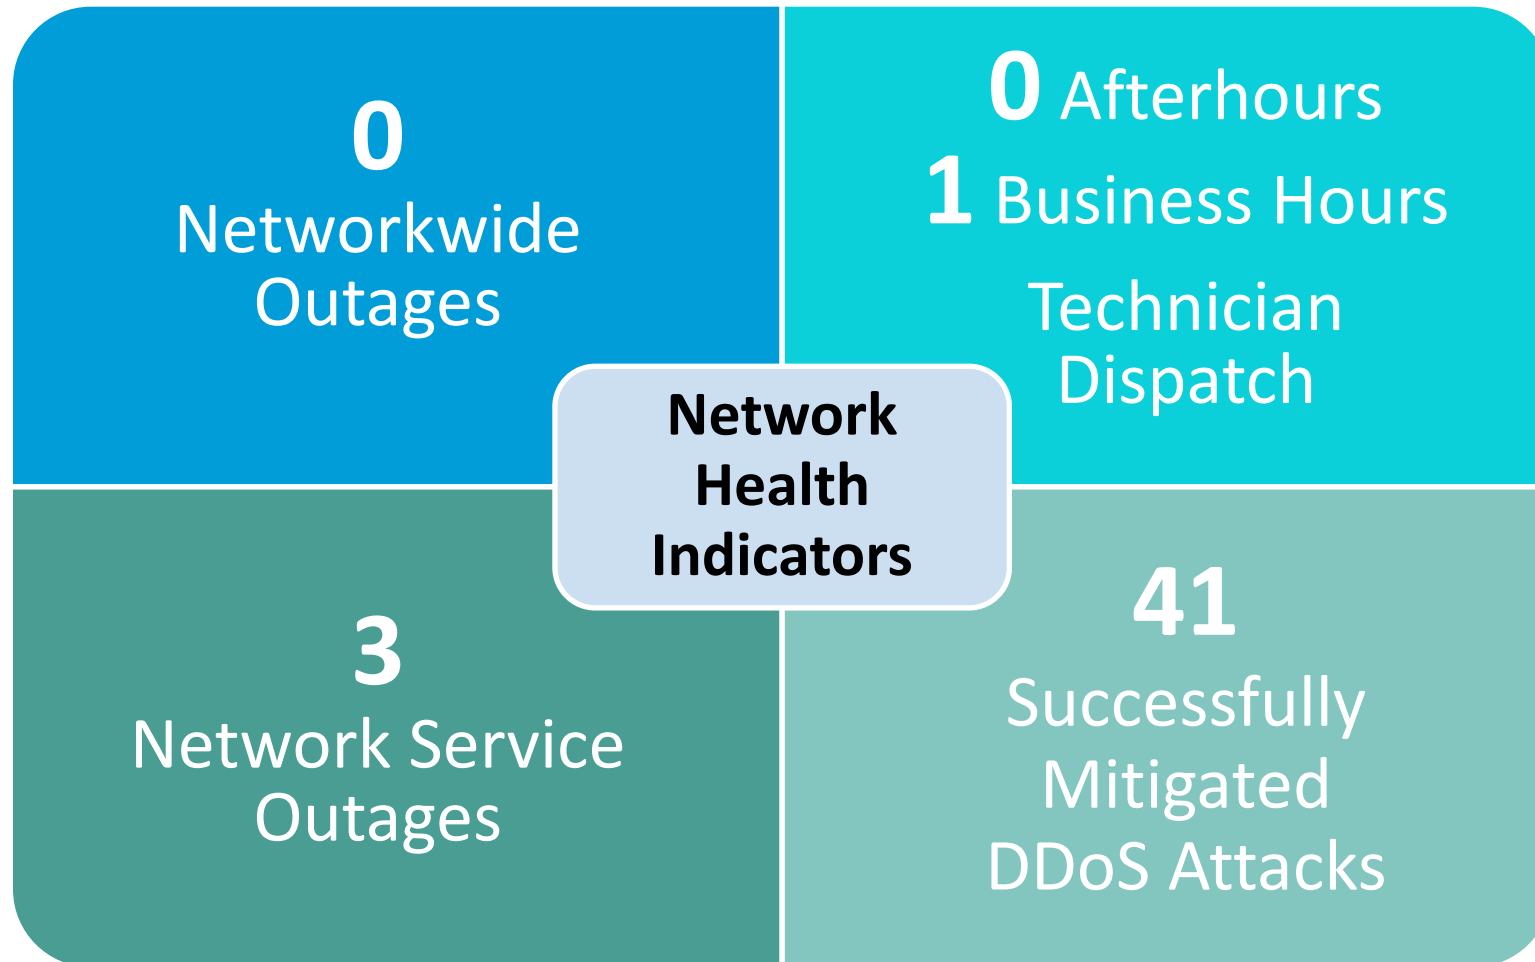 0
Networkwide
Outages
0 Afterhours
1 Business Hours
Technician
Dispatch
Network
Health
Indicators
3
Network Service
Outages
41
Successfully
Mitigated
DDoS Attacks